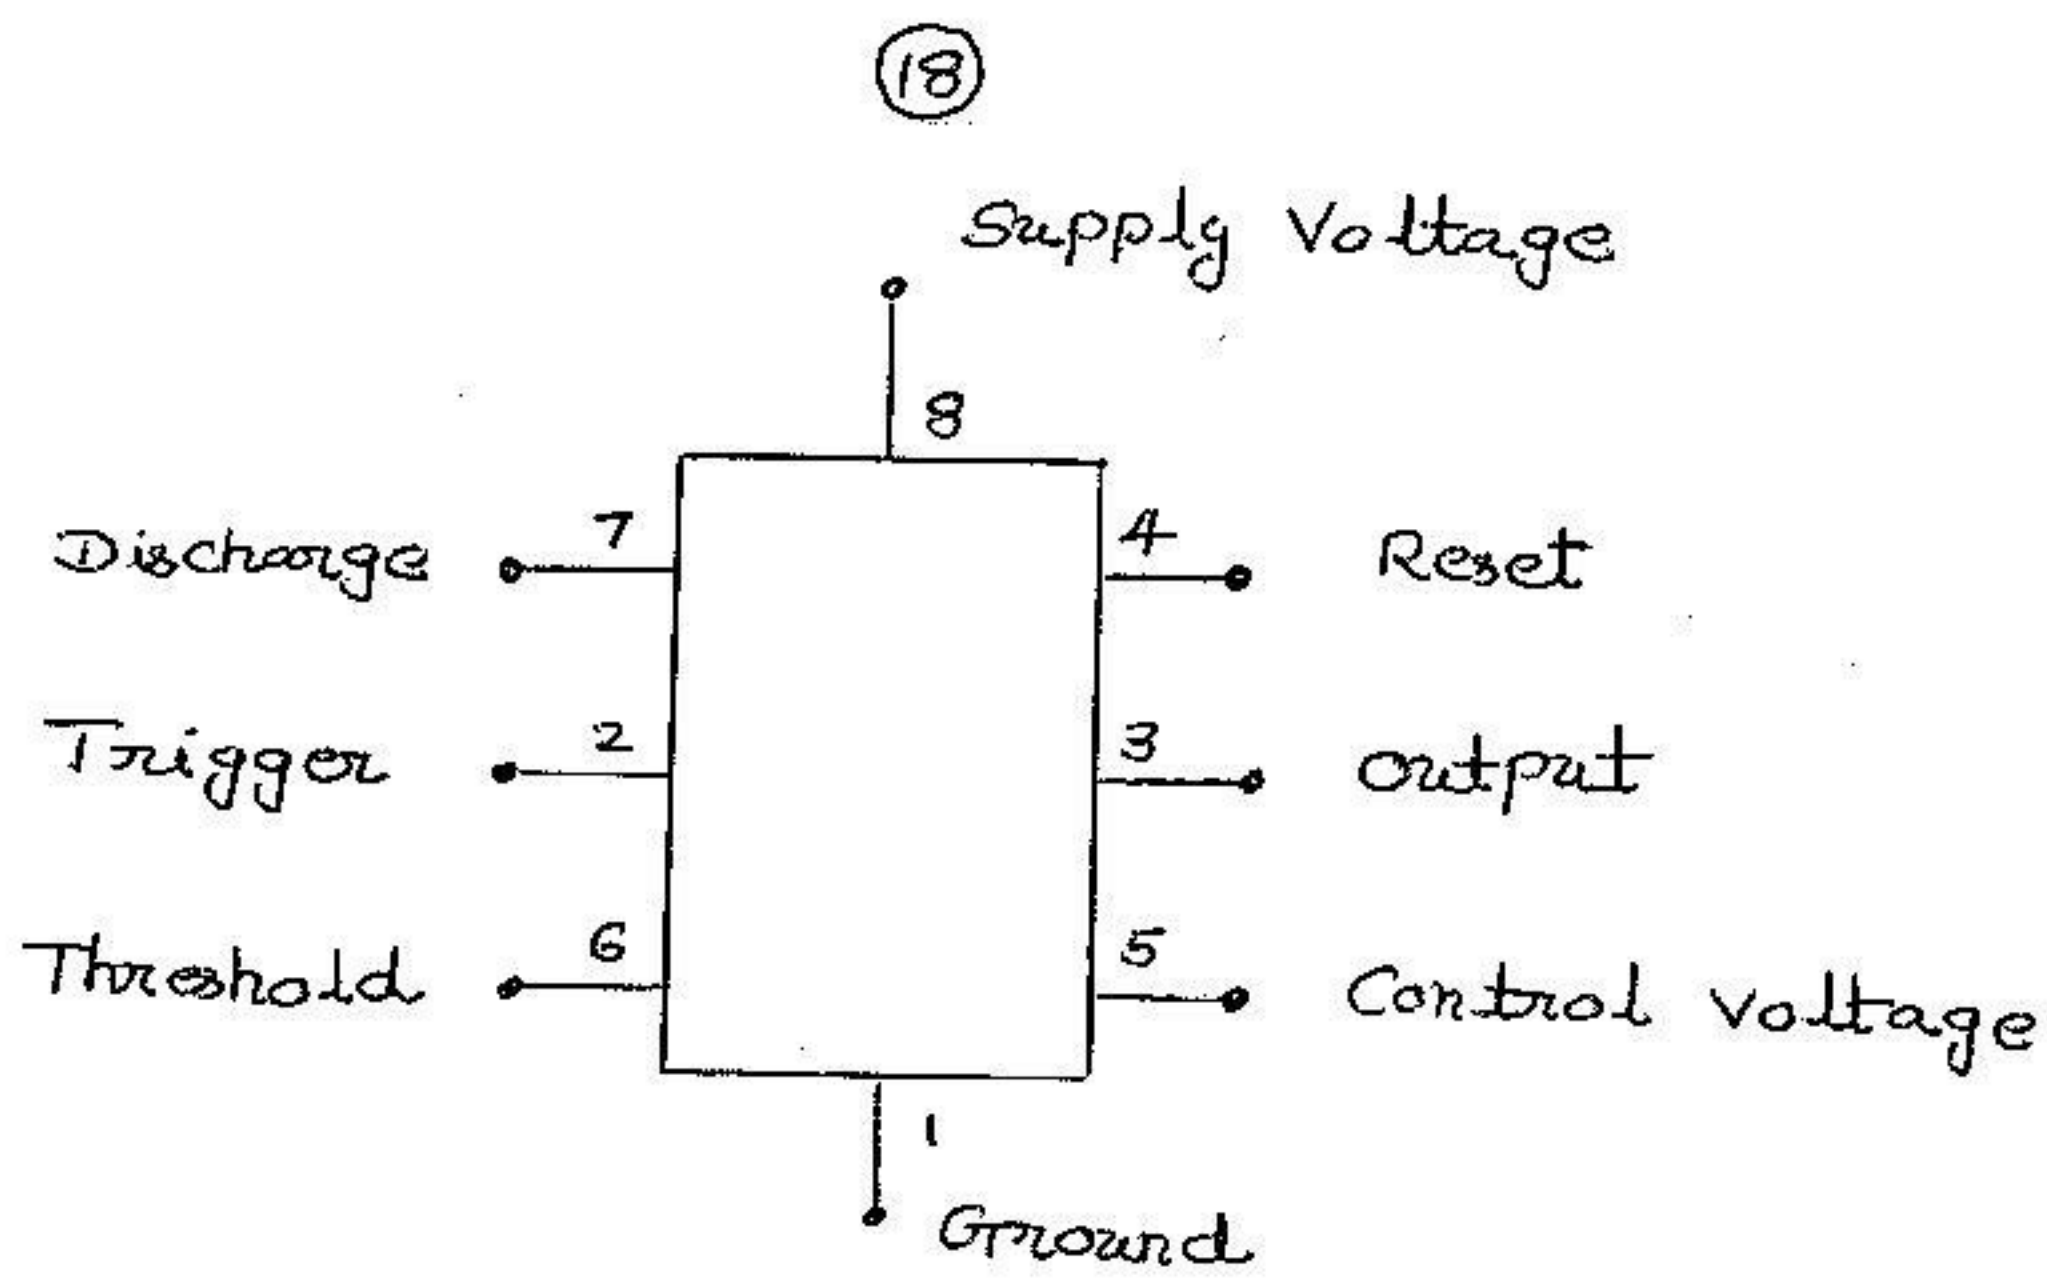 18
Supply Voltage
8
7
4
Discharge
Reset
2
3
Trigger
Output
6
5
Threshold
Control Voltage
1
Ground